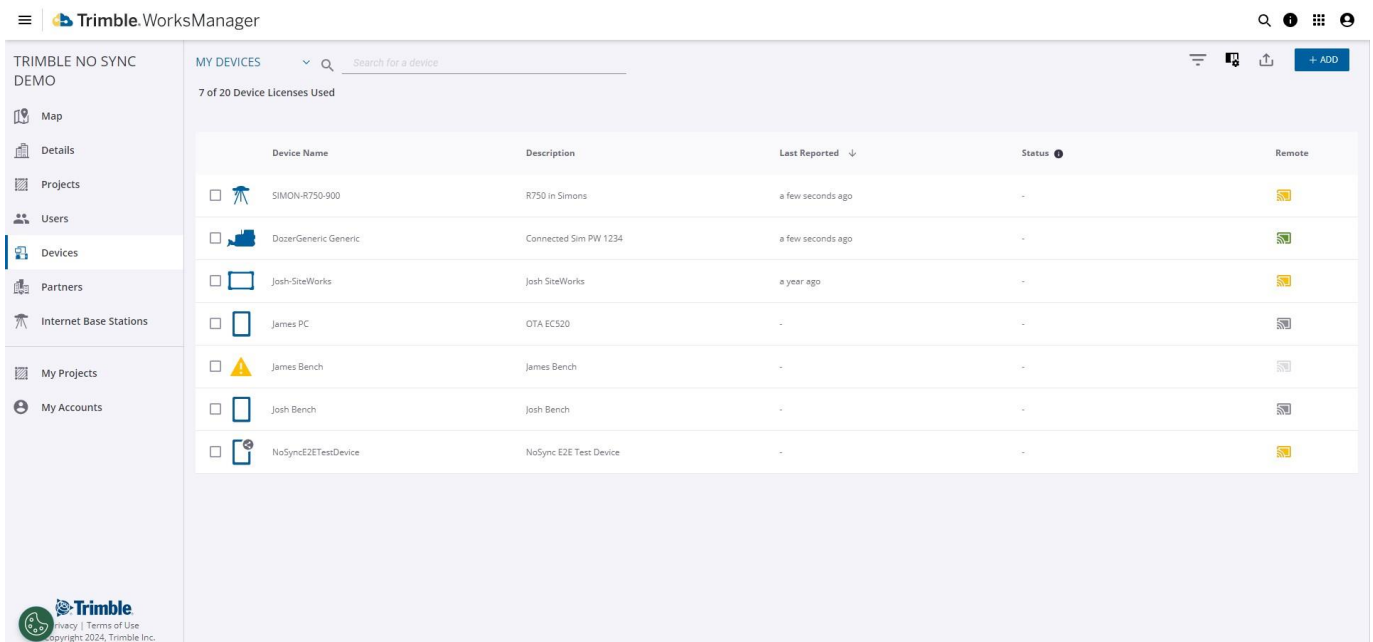 Trimble.WorksManager
TRIMBLE NO SYNC
DEMO
Map
Details
Projects
Users
Devices
Partners
Internet Base Stations
My Projects
My Accounts
MY DEVICES
Search for a device
+ ADD
7 of 20 Device Licenses Used
Device Name Description Last Reported Status Remote
SIMON-R750-900 R750 in Simons a few seconds ago -
DozerGeneric Generic Connected Sim PW 1234 a few seconds ago -
Josh-SiteWorks Josh SiteWorks a year ago -
James PC OTA EC520 - -
James Bench James Bench - -
Josh Bench Josh Bench - -
NoSyncE2ETestDevice NoSync E2E Test Device - -
Trimble
rivacy | Terms of Use
opyright 2024, Trimble Inc.